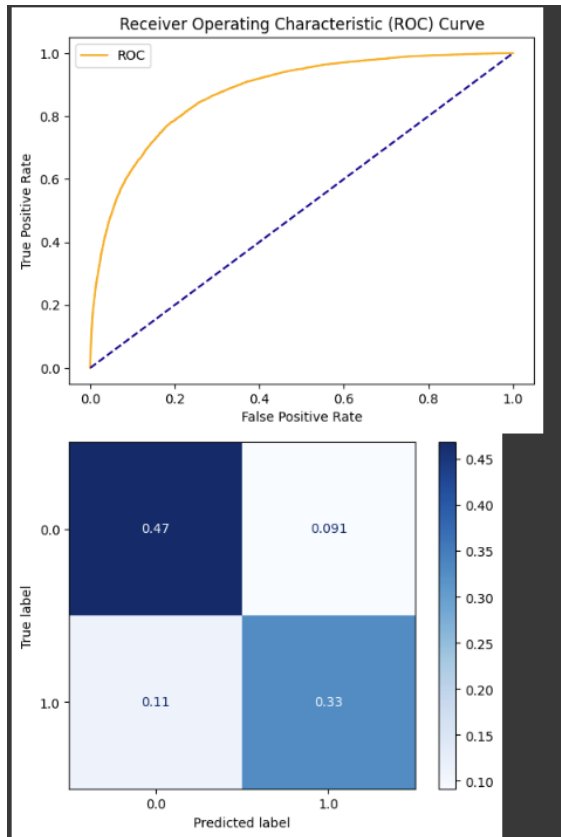 Receiver Operating Characteristic (ROC) Curve
ROC
1.0
0.8
0.6
0.4
0.2
0.0
True Positive Rate
0.0 0.2 0.4 0.6 0.8 1.0
False Positive Rate
0.0
1.0
True label
0.47 0.091
0.11 0.33
0.0 1.0
Predicted label
0.45
0.40
0.35
0.30
0.25
0.20
0.15
0.10